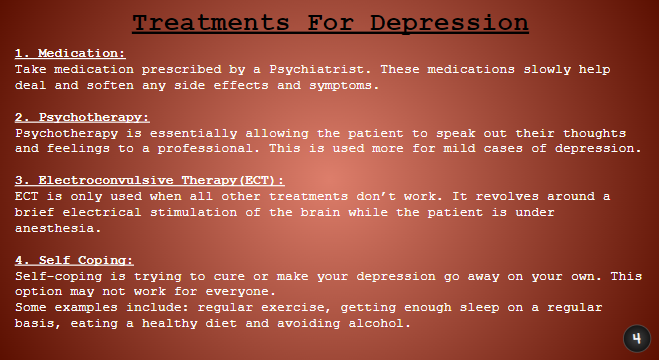 Treatments For Depression
1. Medication:
Take medication prescribed by a Psychiatrist. These medications slowly help
deal and soften any side effects and symptoms.
2. Psychotherapy:
Psychotherapy is essentially allowing the patient to speak out their thoughts
and feelings to a professional. This is used more for mild cases of depression.
3. Electroconvulsive Therapy(ECT):
ECT is only used when all other treatments don’t work. It revolves around a
brief electrical stimulation of the brain while the patient is under
anesthesia.
4. Self Coping:
Self-coping is trying to cure or make your depression go away on your own. This
option may not work for everyone.
Some examples include: regular exercise, getting enough sleep on a regular
basis, eating a healthy diet and avoiding alcohol.
4